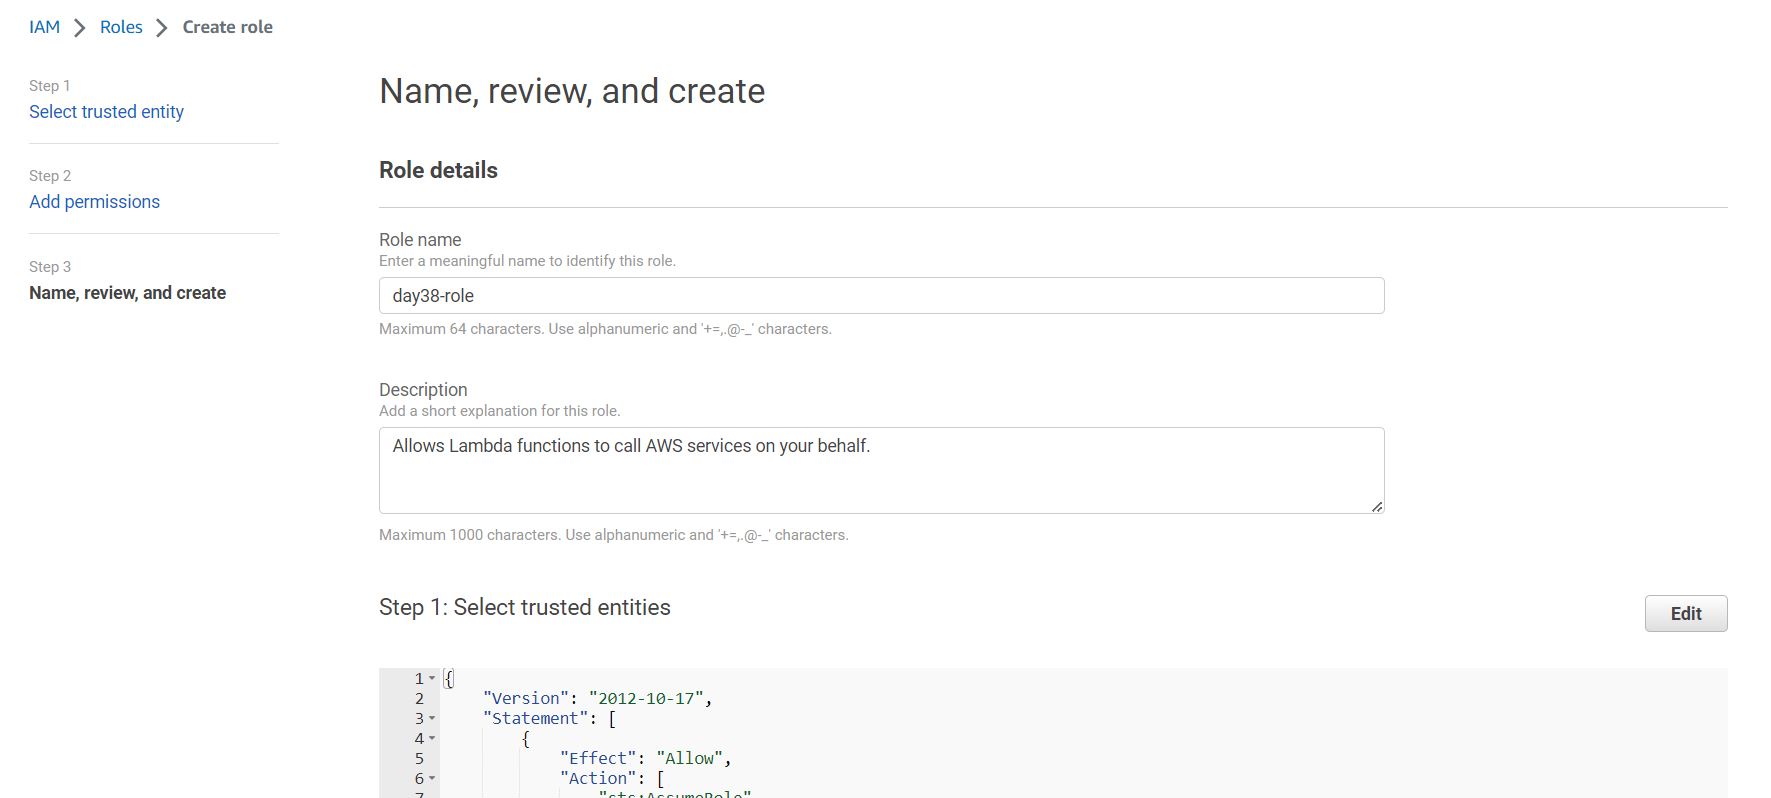 IAM > Roles > Create role
Step 1
Select trusted entity
Step 2
Add permissions
Step 3
Name, review, and create
Name, review, and create
Role details
Role name
Enter a meaningful name to identify this role.
day38-role
Maximum 64 characters. Use alphanumeric and '+=,.@-_' characters.
Description
Add a short explanation for this role.
Allows Lambda functions to call AWS services on your behalf.
Maximum 1000 characters. Use alphanumeric and '+=,.@-_' characters.
Step 1: Select trusted entities
Edit
1 {
2 "Version": "2012-10-17",
3 "Statement": [
4 {
5 "Effect": "Allow",
6 "Action": [
7 "sts:AssumeRole"